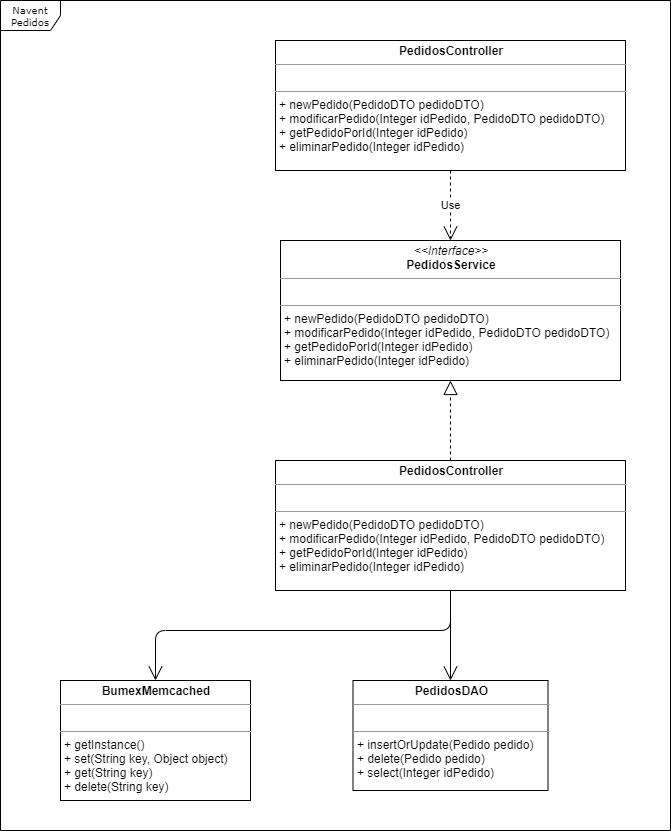 Navent
Pedidos
PedidosController
+ newPedido(PedidoDTO pedidoDTO)
+ modificarPedido(Integer idPedido, PedidoDTO pedidoDTO)
+ getPedidoPorId(Integer idPedido)
+ eliminarPedido(Integer idPedido)
Use
<<Interface>>
PedidosService
+ newPedido(PedidoDTO pedidoDTO)
+ modificarPedido(Integer idPedido, PedidoDTO pedidoDTO)
+ getPedidoPorId(Integer idPedido)
+ eliminarPedido(Integer idPedido)
PedidosController
+ newPedido(PedidoDTO pedidoDTO)
+ modificarPedido(Integer idPedido, PedidoDTO pedidoDTO)
+ getPedidoPorId(Integer idPedido)
+ eliminarPedido(Integer idPedido)
BumexMemcached
+ getInstance()
+ set(String key, Object object)
+ get(String key)
+ delete(String key)
PedidosDAO
+ insertOrUpdate(Pedido pedido)
+ delete(Pedido pedido)
+ select(Integer idPedido)